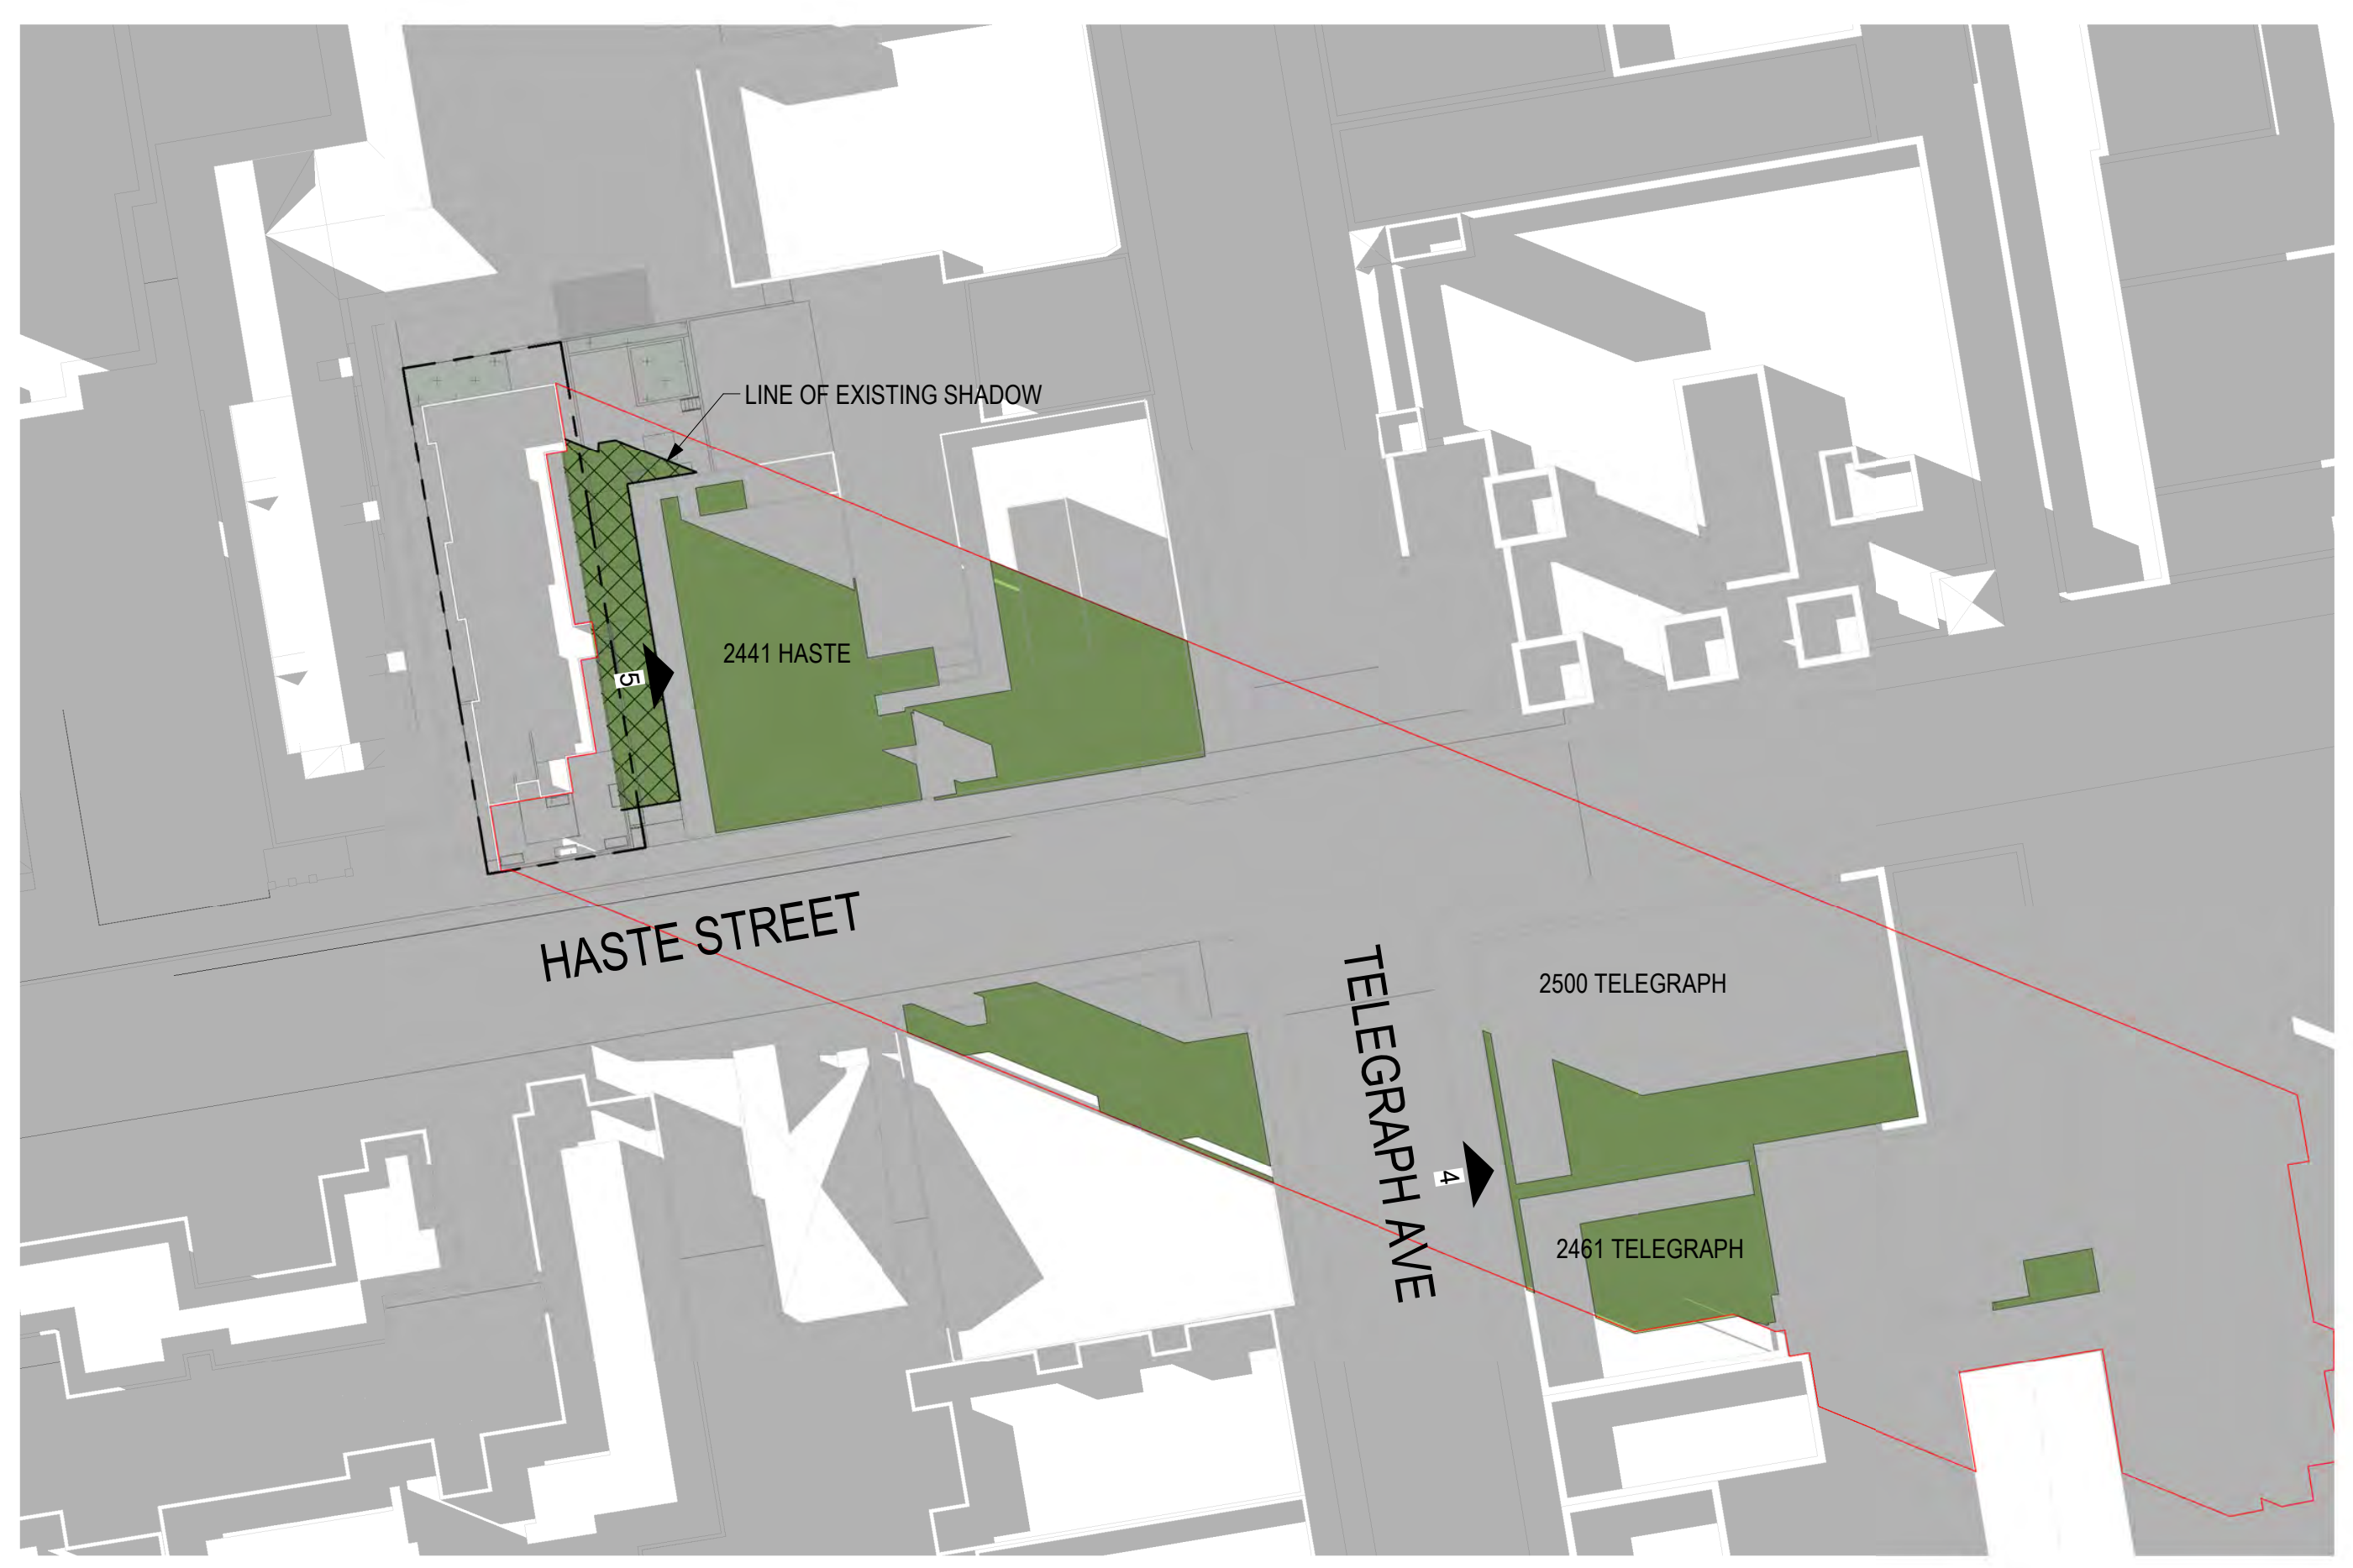 LINE OF EXISTING SHADOW
2441 HASTE
5
HASTE STREET
TELEGRAPH AVE
2500 TELEGRAPH
4
2461 TELEGRAPH